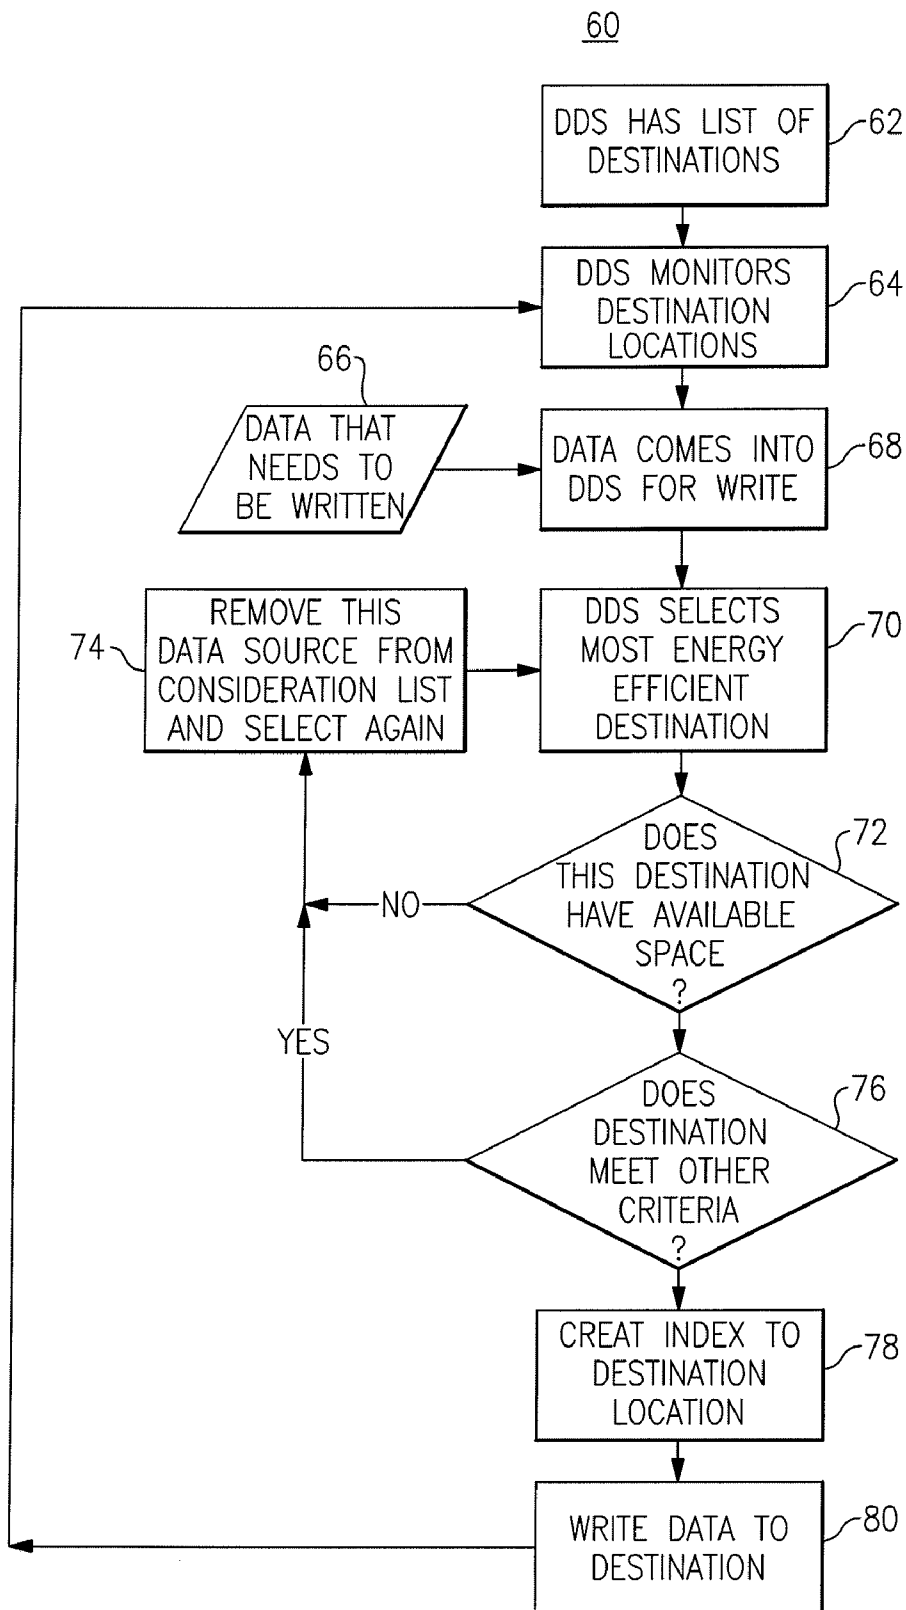 60
DDS HAS LIST OF
DESTINATIONS
62
DDS MONITORS
DESTINATION
LOCATIONS
64
66
DATA THAT
NEEDS TO
BE WRITTEN
DATA COMES INTO
DDS FOR WRITE
68
REMOVE THIS
DATA SOURCE FROM
CONSIDERATION LIST
AND SELECT AGAIN
74
DDS SELECTS
MOST ENERGY
EFFICIENT
DESTINATION
70
DOES
THIS DESTINATION
HAVE AVAILABLE
SPACE
?
72
NO
YES
DOES
DESTINATION
MEET OTHER
CRITERIA
?
76
CREAT INDEX TO
DESTINATION
LOCATION
78
WRITE DATA TO
DESTINATION
80